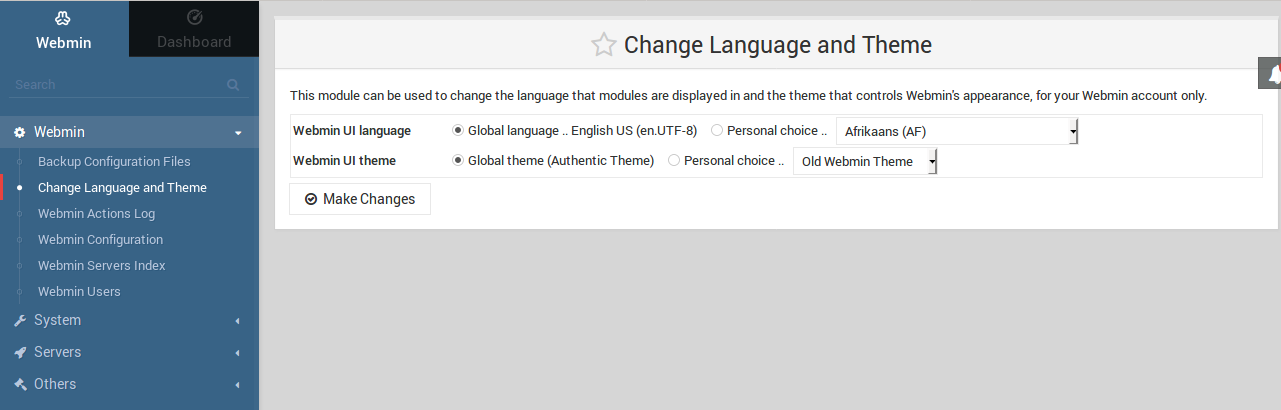 Webmin
Dashboard
Search
Webmin
Backup Configuration Files
Change Language and Theme
Webmin Actions Log
Webmin Configuration
Webmin Servers Index
Webmin Users
System
Servers
Others
Change Language and Theme
This module can be used to change the language that modules are displayed in and the theme that controls Webmin's appearance, for your Webmin account only.
Webmin UI language Global language .. English US (en.UTF-8) Personal choice .. Afrikaans (AF)
Webmin UI theme Global theme (Authentic Theme) Personal choice .. Old Webmin Theme
Make Changes